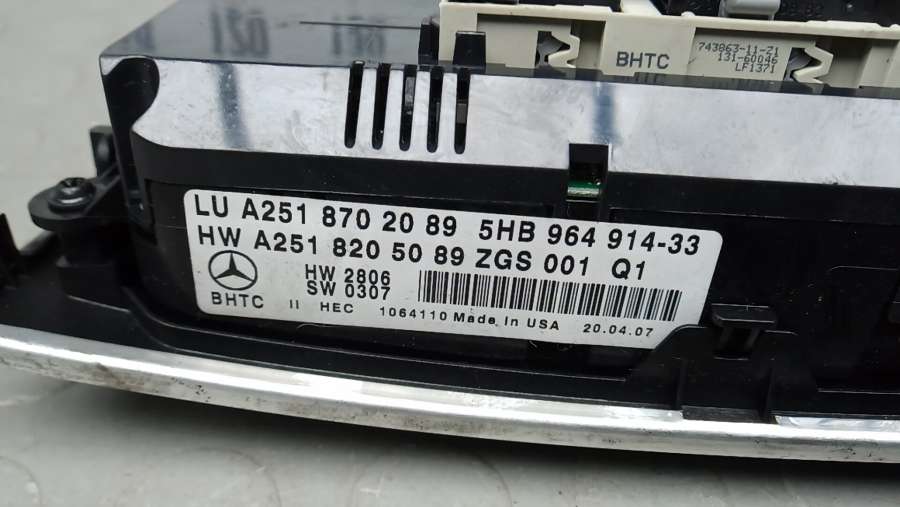 BHTC
743863-11-Z1
131-60046
LF1371
LU A251 870 20 89 5HB 964 914-33
HW A251 820 50 89 ZGS 001 Q1
HW 2806
SW 0307
BHTC II HEC 1064110 Made in USA 20.04.07